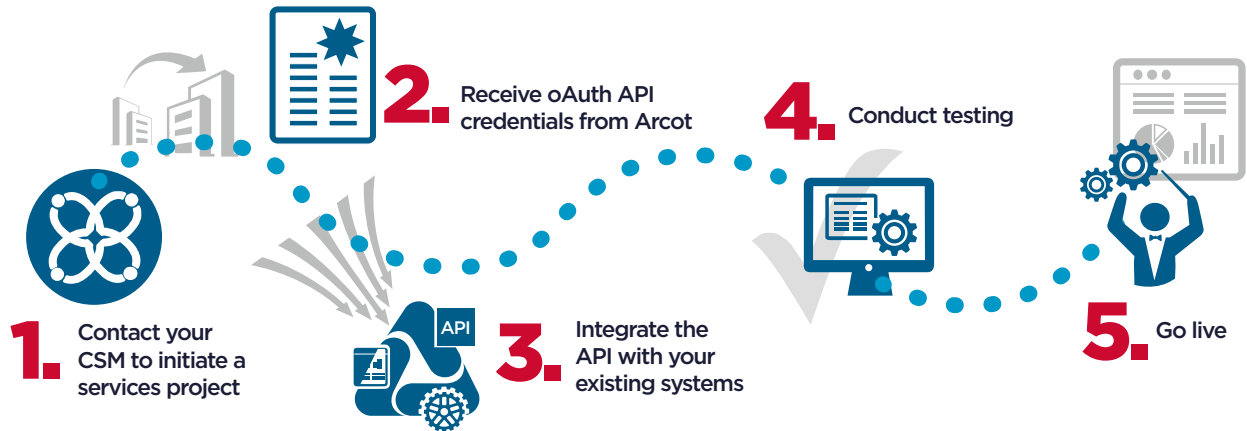 1.
Contact your
CSM to initiate a
services project
2.
Receive oAuth API
credentials from Arcot
API
3.
Integrate the
API with your
existing systems
4.
Conduct testing
5.
Go live